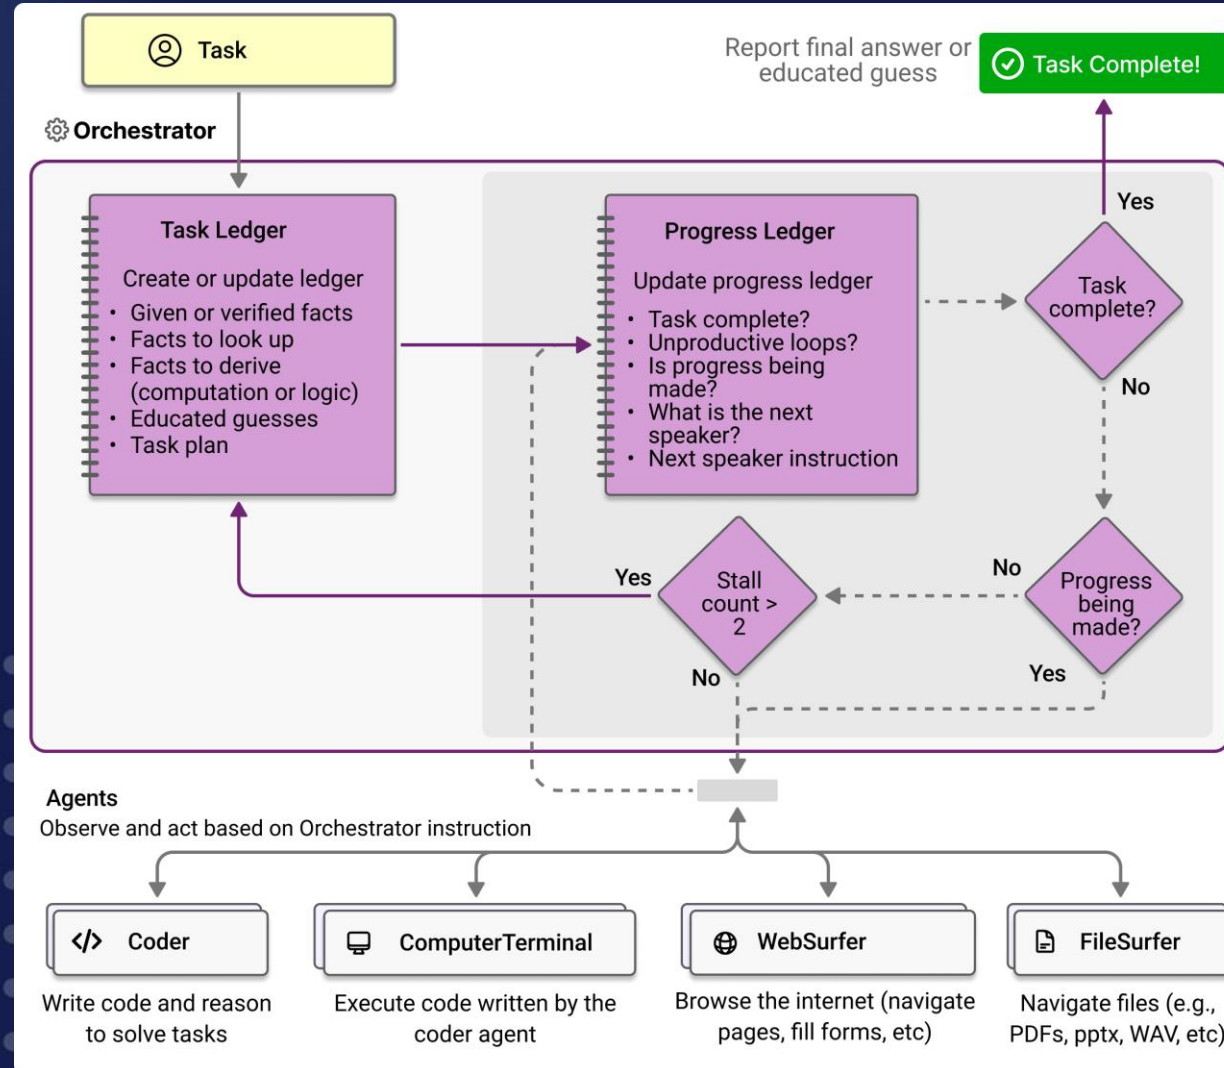 Task
Report final answer or
educated guess
Task Complete!
Orchestrator
Task Ledger
Create or update ledger
• Given or verified facts
• Facts to look up
• Facts to derive
(computation or logic)
• Educated guesses
• Task plan
Progress Ledger
Update progress ledger
• Task complete?
• Unproductive loops?
• Is progress being
made?
• What is the next
speaker?
• Next speaker instruction
Yes
Task
complete?
No
Progress
being
made?
No
Yes
Stall
count >
2
Yes
No
Agents
Observe and act based on Orchestrator instruction
</> Coder
Write code and reason
to solve tasks
ComputerTerminal
Execute code written by the
coder agent
WebSurfer
Browse the internet (navigate
pages, fill forms, etc)
FileSurfer
Navigate files (e.g.,
PDFs, pptx, WAV, etc)